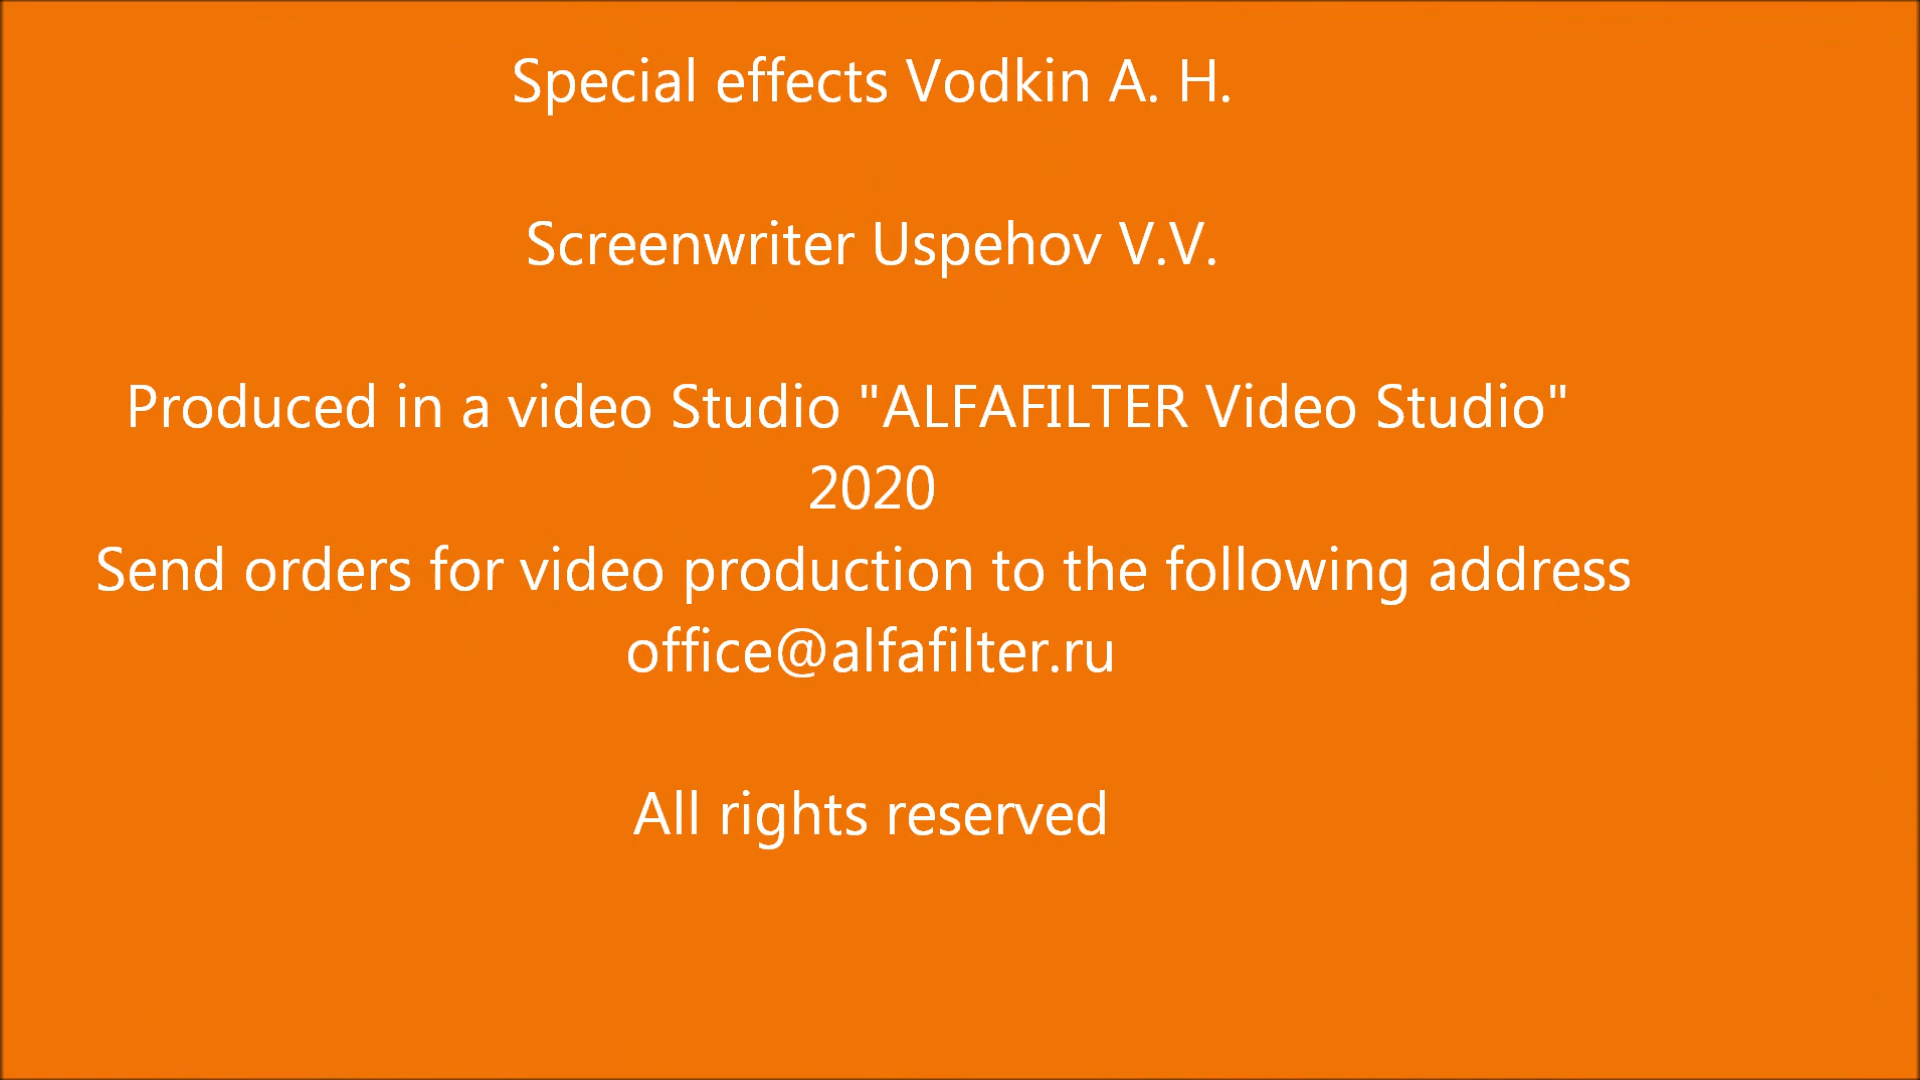 Special effects Vodkin A. H.
Screenwriter Uspehov V.V.
Produced in a video Studio "ALFAFILTER Video Studio"
2020
Send orders for video production to the following address
office@alfafilter.ru
All rights reserved